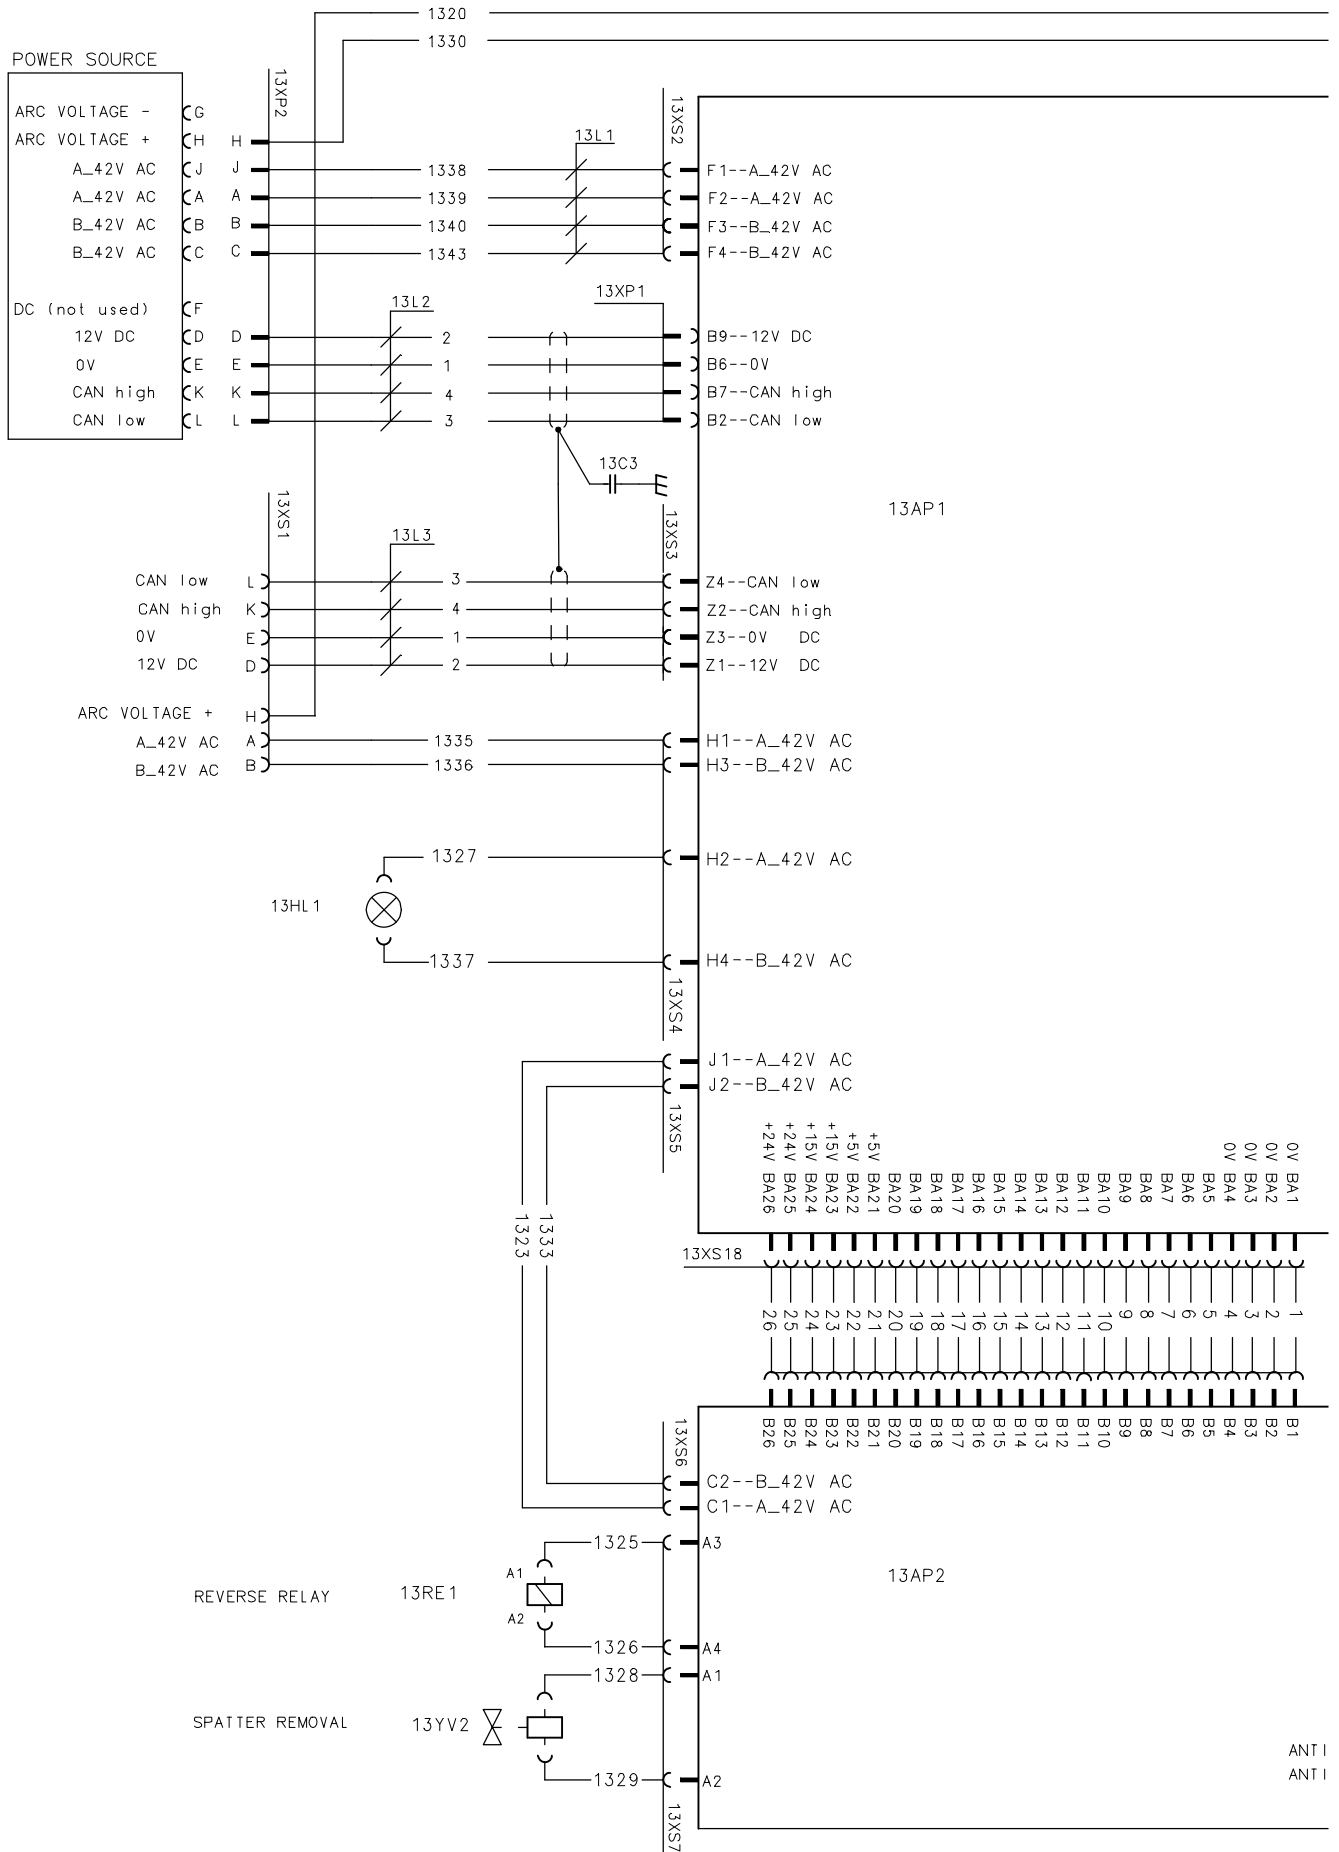 1320
1330
POWER SOURCE
13XP2
13XS2
ARC VOLTAGE - G
ARC VOLTAGE + H H
13L1
A_42V AC J J 1338 F1--A_42V AC
A_42V AC A A 1339 F2--A_42V AC
B_42V AC B B 1340 F3--B_42V AC
B_42V AC C C 1343 F4--B_42V AC
13XP1
13L2
DC (not used) F
12V DC D D 2 B9--12V DC
0V E E 1 B6--0V
CAN high K K 4 B7--CAN high
CAN low L L 3 B2--CAN low
13C3
13AP1
13XS1
13XS3
13L3
CAN low L 3 Z4--CAN low
CAN high K 4 Z2--CAN high
0V E 1 Z3--0V DC
12V DC D 2 Z1--12V DC
ARC VOLTAGE + H
A_42V AC A 1335 H1--A_42V AC
B_42V AC B 1336 H3--B_42V AC
1327 H2--A_42V AC
13HL1
1337 H4--B_42V AC
13XS4
J1--A_42V AC
J2--B_42V AC
13XS5
+24V BA26
+24V BA25
+15V BA24
+15V BA23
+5V BA22
+5V BA21
BA20
BA19
BA18
BA17
BA16
BA15
BA14
BA13
BA12
BA11
BA10
BA9
BA8
BA7
BA6
BA5
0V BA4
0V BA3
0V BA2
0V BA1
1323
1333
13XS18
26 25 24 23 22 21 20 19 18 17 16 15 14 13 12 11 10 9 8 7 6 5 4 3 2 1
B26 B25 B24 B23 B22 B21 B20 B19 B18 B17 B16 B15 B14 B13 B12 B11 B10 B9 B8 B7 B6 B5 B4 B3 B2 B1
13XS6
C2--B_42V AC
C1--A_42V AC
1325 A3
A1
REVERSE RELAY 13RE1
13AP2
A2
1326 A4
1328 A1
SPATTER REMOVAL 13YV2
ANTI
ANTI
1329 A2
13XS7